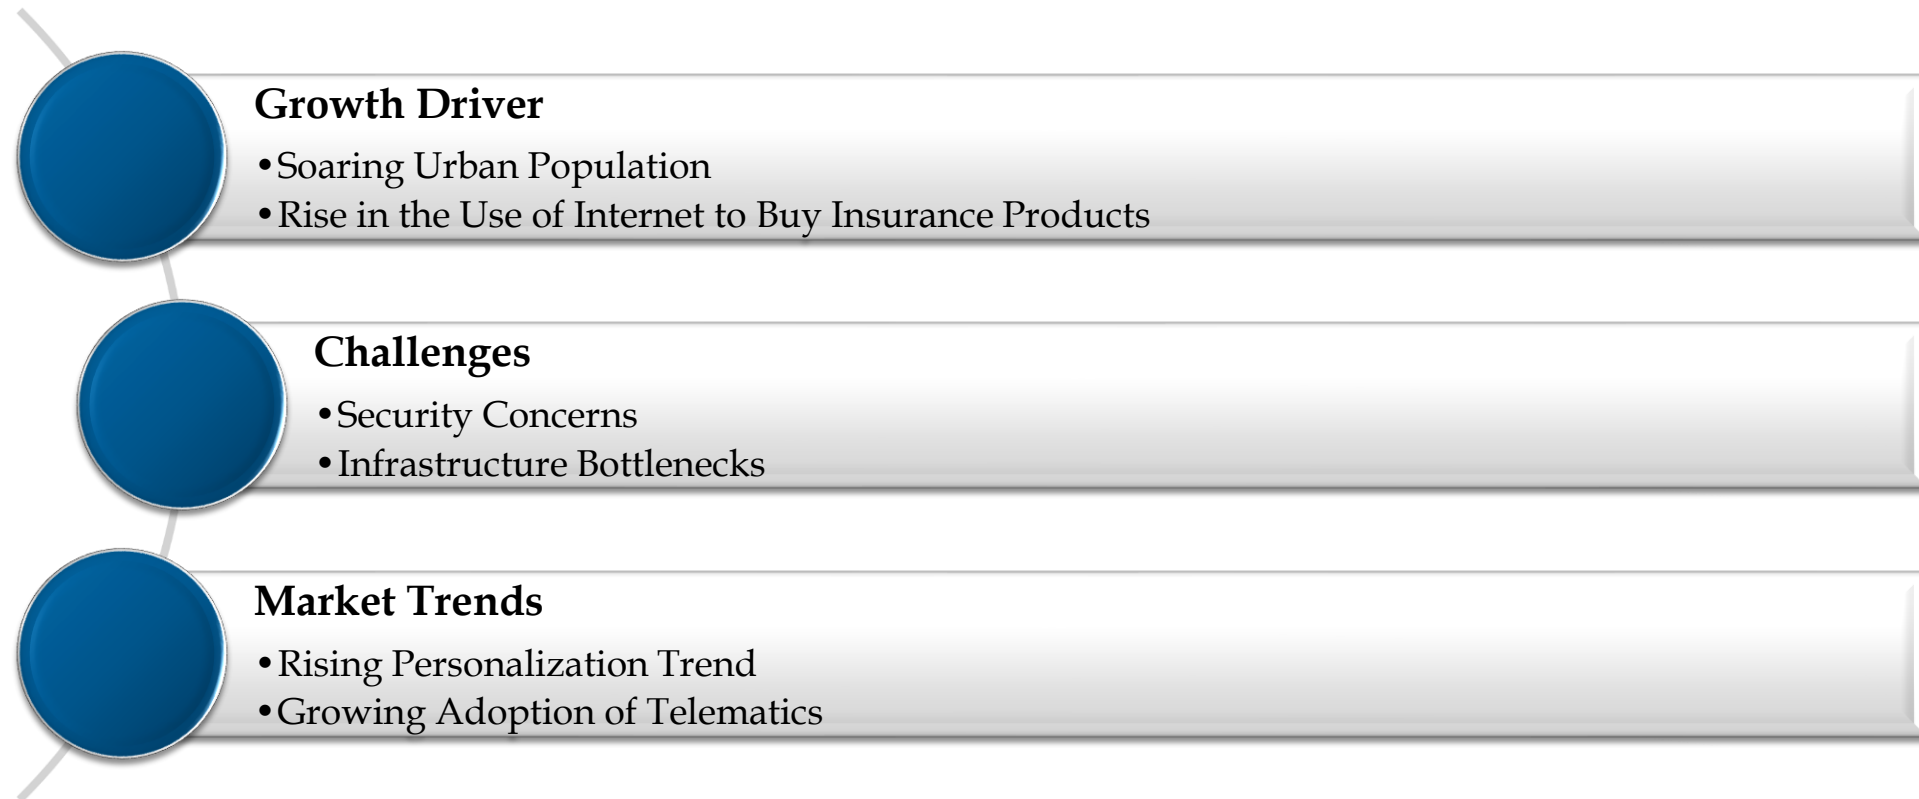 Growth Driver
•Soaring Urban Population
•Rise in the Use of Internet to Buy Insurance Products
Challenges
•Security Concerns
•Infrastructure Bottlenecks
Market Trends
•Rising Personalization Trend
•Growing Adoption of Telematics